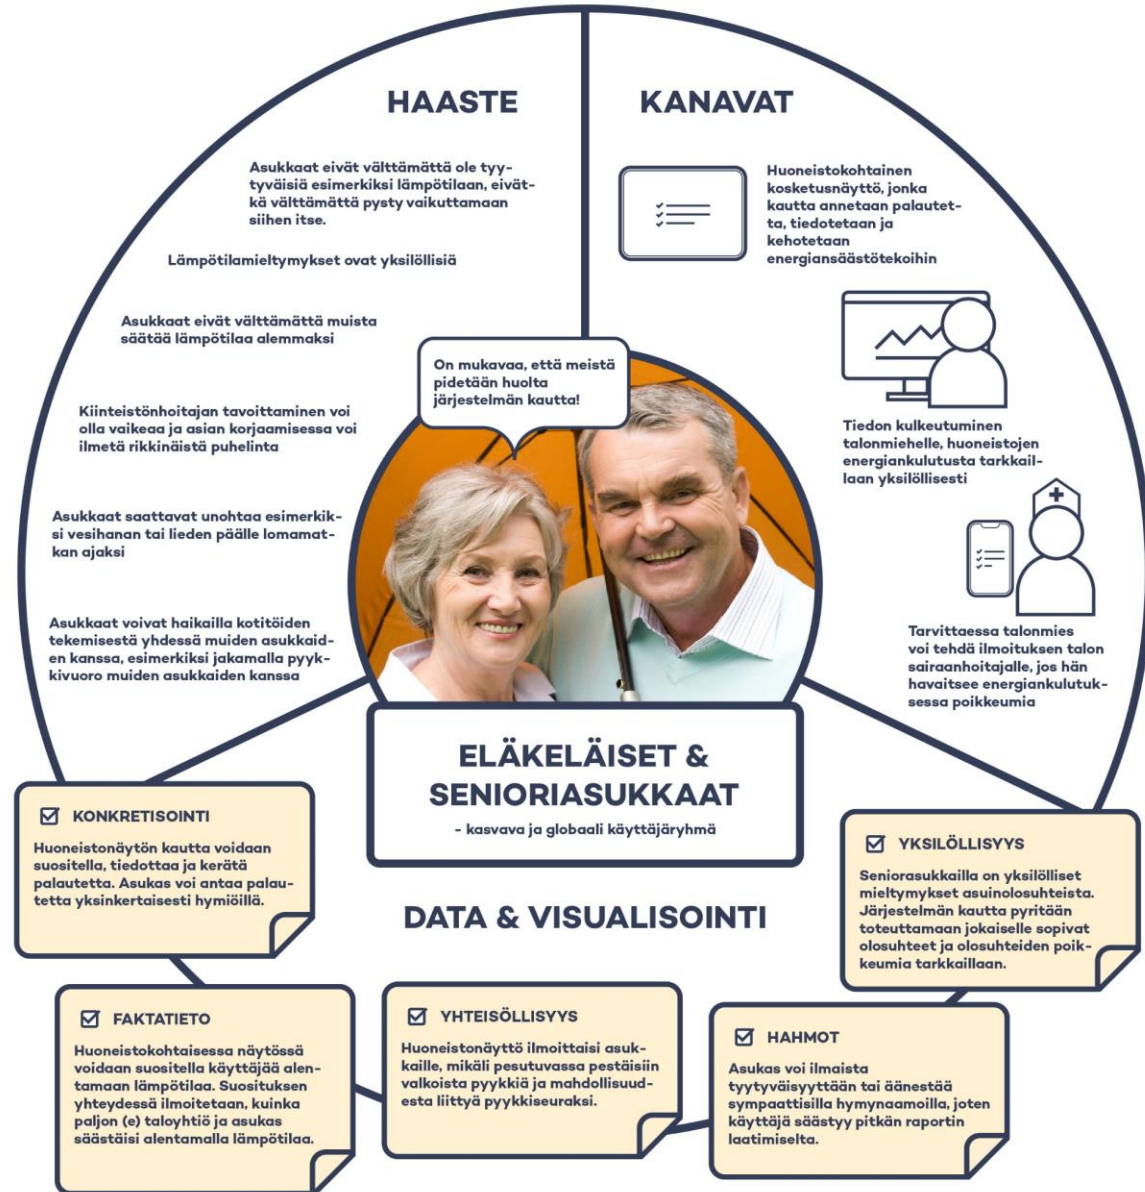 HAASTE
Asukkaat eivät välttämättä ole tyy-
tyväisiä esimerkiksi lämpötilaan, eivät-
kä välttämättä pysty vaikuttamaan
siihen itse.
Lämpötilamieltymykset ovat yksilöllisiä
Asukkaat eivät välttämättä muista
säätää lämpötilaa alemmaksi
Kiinteistönhoitajan tavoittaminen voi
olla vaikeaa ja asian korjaamisessa voi
ilmetä rikkinäistä puhelinta
Asukkaat saattavat unohtaa esimerkik-
si vesihanan tai lieden päälle lomamat-
kan ajaksi
Asukkaat voivat haikailla kotitöiden
tekemisestä yhdessä muiden asukkaid-
en kanssa, esimerkiksi jakamalla pyyk-
kivuoro muiden asukkaiden kanssa
KANAVAT
Huoneistokohtainen
kosketusnäyttö, jonka
kautta annetaan palautet-
ta, tiedotetaan ja
kehotetaan
energiansäästötekoihin
Tiedon kulkeutuminen
talonmiehelle, huoneistojen
energiankulutusta tarkkail-
laan yksilöllisesti
Tarvittaessa talonmies
voi tehdä ilmoituksen talon
sairaanhoitajalle, jos hän
havaitsee energiankulutuk-
sessa poikkeumia
On mukavaa, että meistä
pidetään huolta
järjestelmän kautta!
ELÄKELÄISET &
SENIORIASUKKAAT
- kasvava ja globaali käyttäjäryhmä
DATA & VISUALISOINTI
KONKRETISOINTI
Huoneistonäytön kautta voidaan
suositella, tiedottaa ja kerätä
palautetta. Asukas voi antaa palau-
tetta yksinkertaisesti hymiöillä.
FAKTATIETO
Huoneistokohtaisessa näytössä
voidaan suositella käyttäjää alen-
tamaan lämpötilaa. Suosituksen
yhteydessä ilmoitetaan, kuinka
paljon (e) taloyhtiö ja asukas
säästäisi alentamalla lämpötilaa.
YHTEISÖLLISYYS
Huoneistonäyttö ilmoittaisi asuk-
kaille, mikäli pesutuvassa pestäisiin
valkoista pyykkiä ja mahdollisuud-
esta liittyä pyykkiseuraksi.
HAHMOT
Asukas voi ilmaista
tyytyväisyyttään tai äänestää
sympaattisilla hymynaamoilla, joten
käyttäjä säästyy pitkän raportin
laatimiselta.
YKSILÖLLISYYS
Seniorasukkailla on yksilölliset
mieltymykset asuinolosuhteista.
Järjestelmän kautta pyritään
toteuttamaan jokaiselle sopivat
olosuhteet ja olosuhteiden poik-
keumia tarkkaillaan.